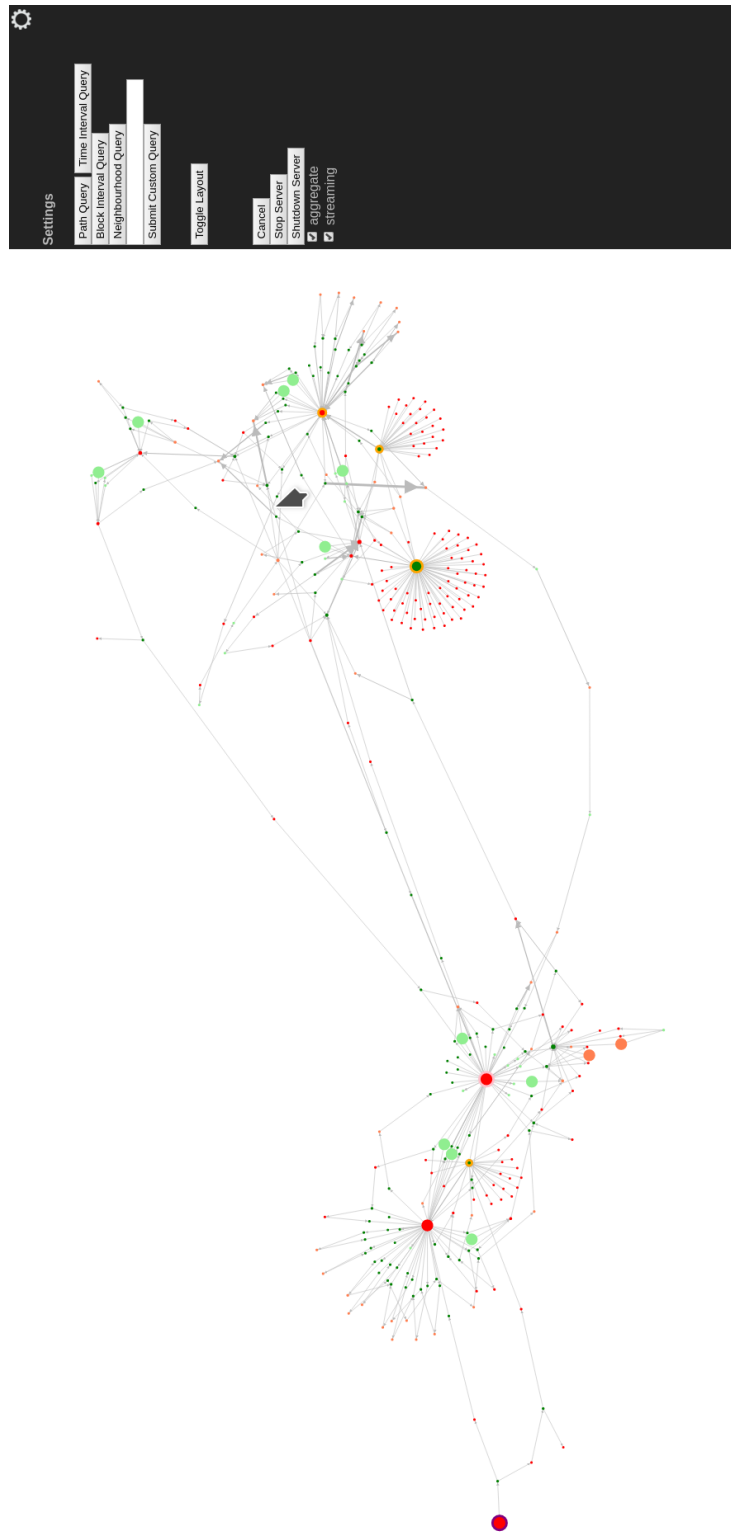 Settings
Path Query Time Interval Query
Block Interval Query
Neighbourhood Query
Submit Custom Query
Toggle Layout
Cancel
Stop Server
Shutdown Server
aggregate
streaming